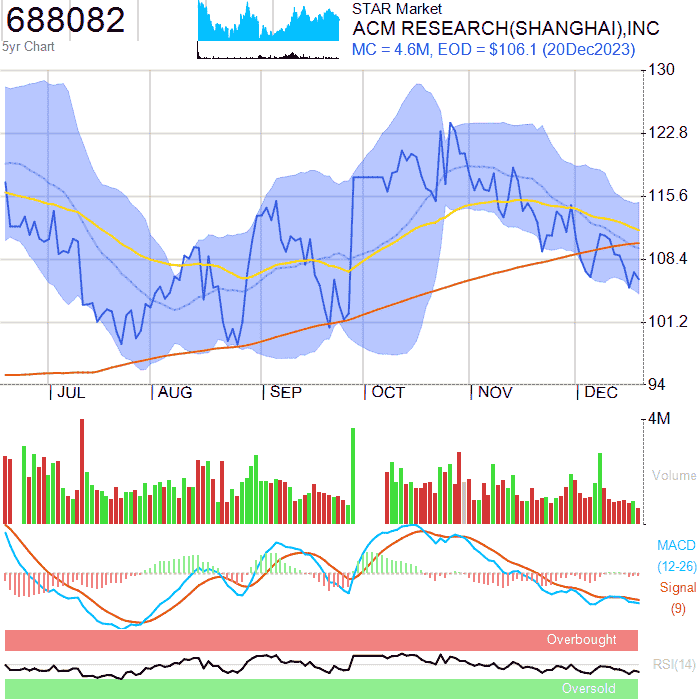 688082
5yr Chart
STAR Market
ACM RESEARCH(SHANGHAI),INC
MC = 4.6M, EOD = $106.1 (20Dec2023)
130
122.8
115.6
108.4
101.2
94
JUL AUG SEP OCT NOV DEC
4M
Volume
MACD
(12-26)
Signal
(9)
Overbought
RSI(14)
Oversold